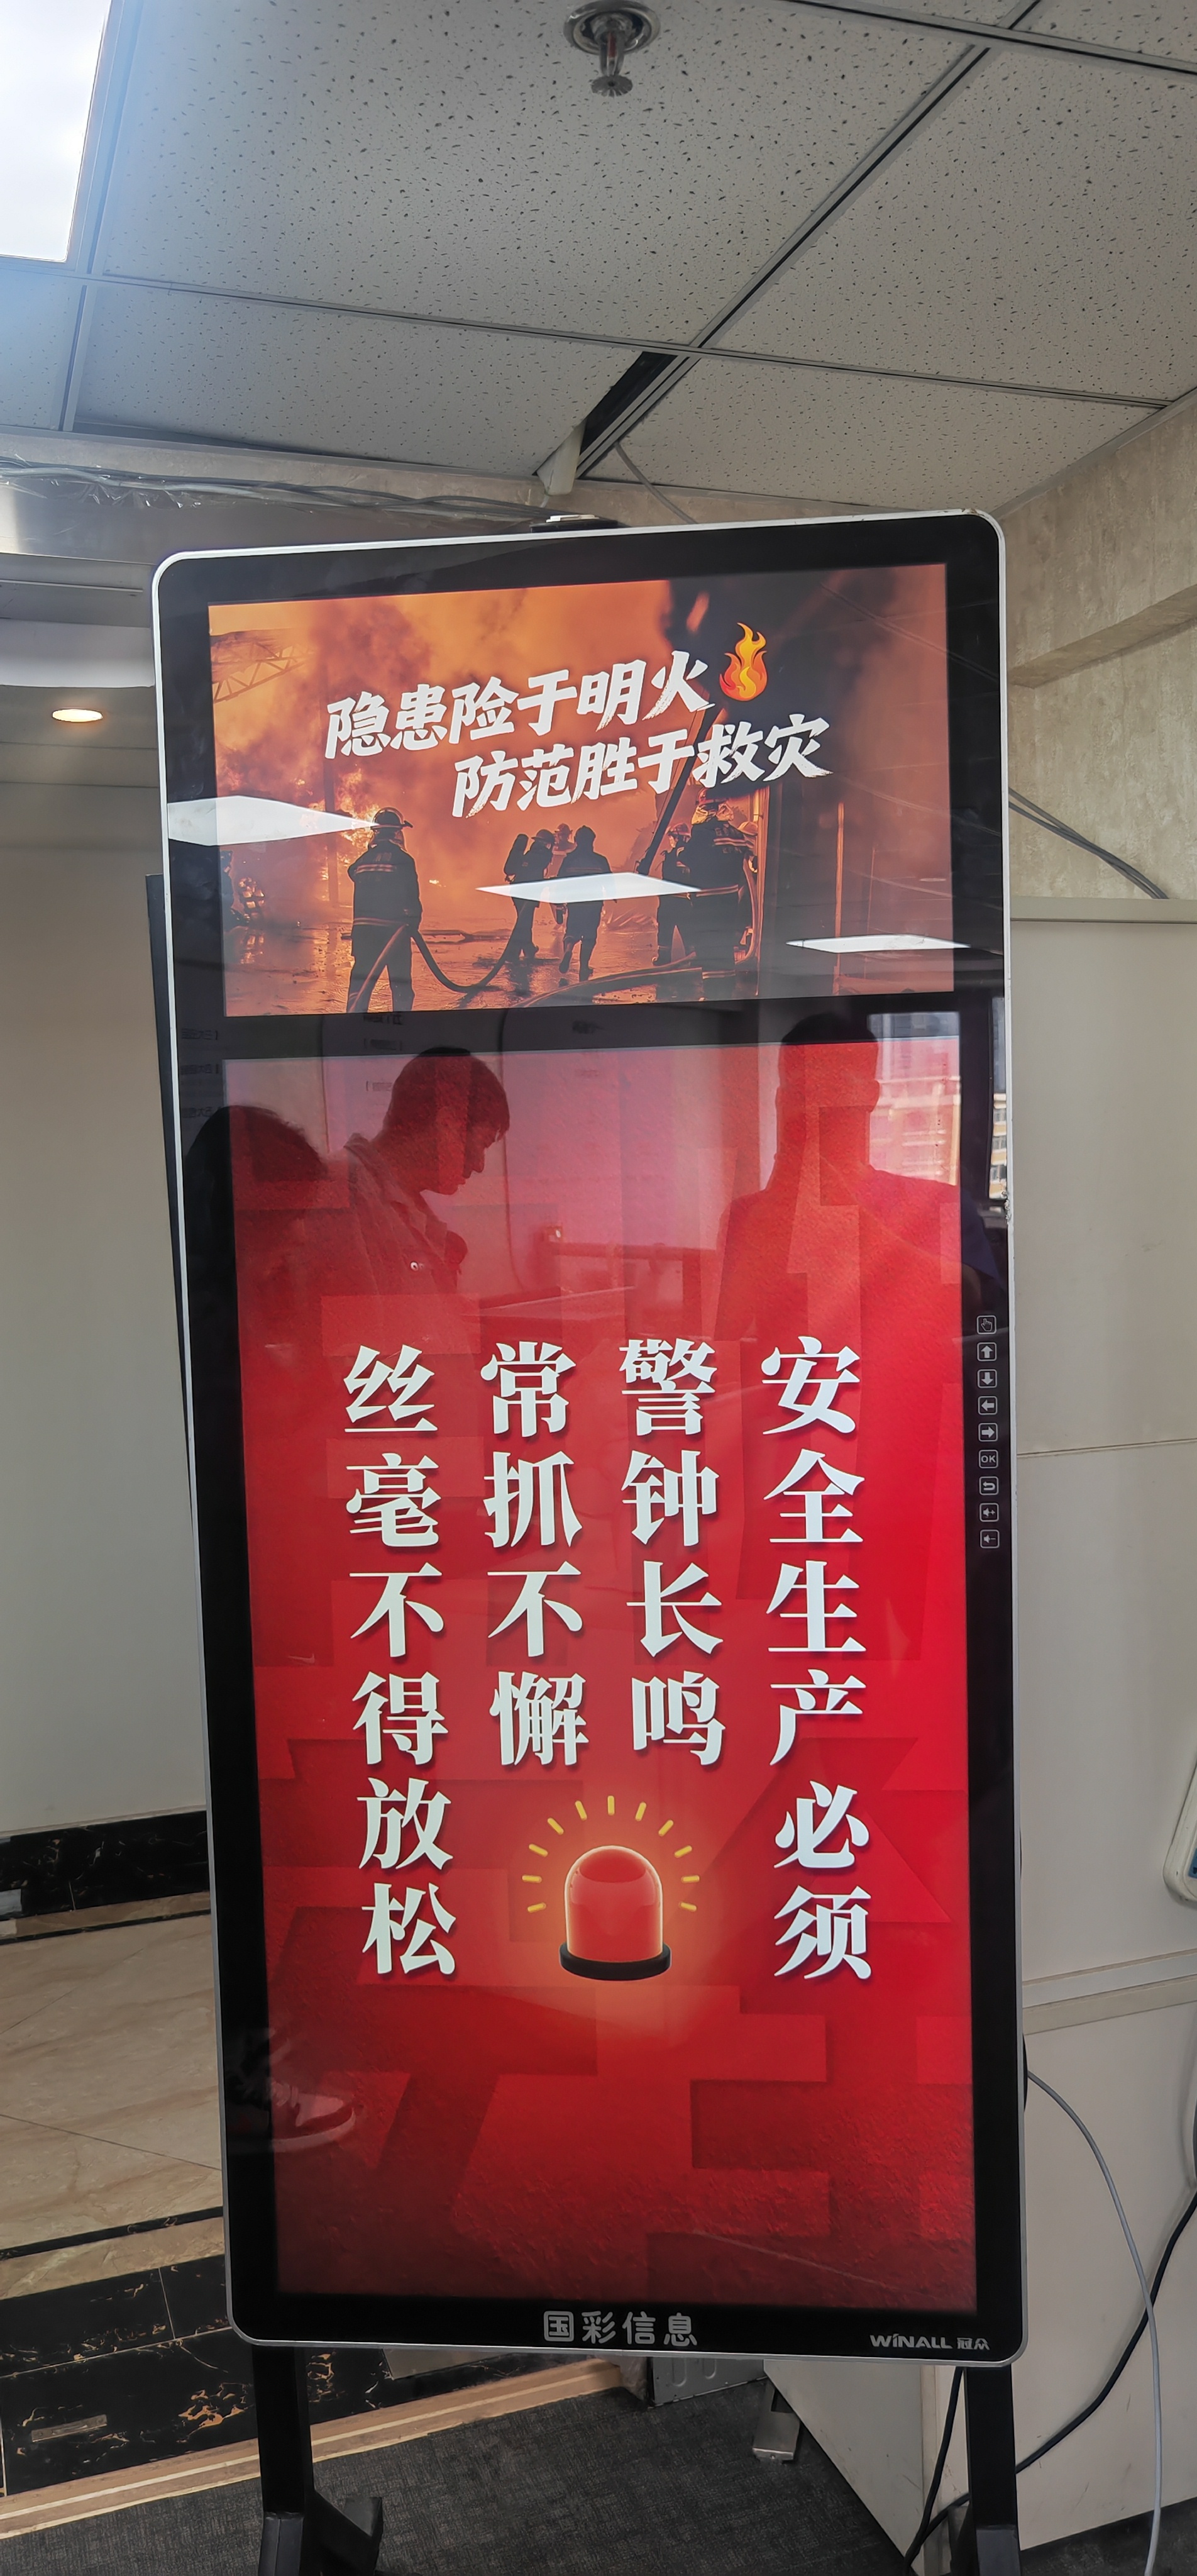 隐患险于明火
防范胜于救灾
安全生产必须
警钟长鸣
常抓不懈
丝毫不得放松
OK
国彩信息
WINALL 冠众